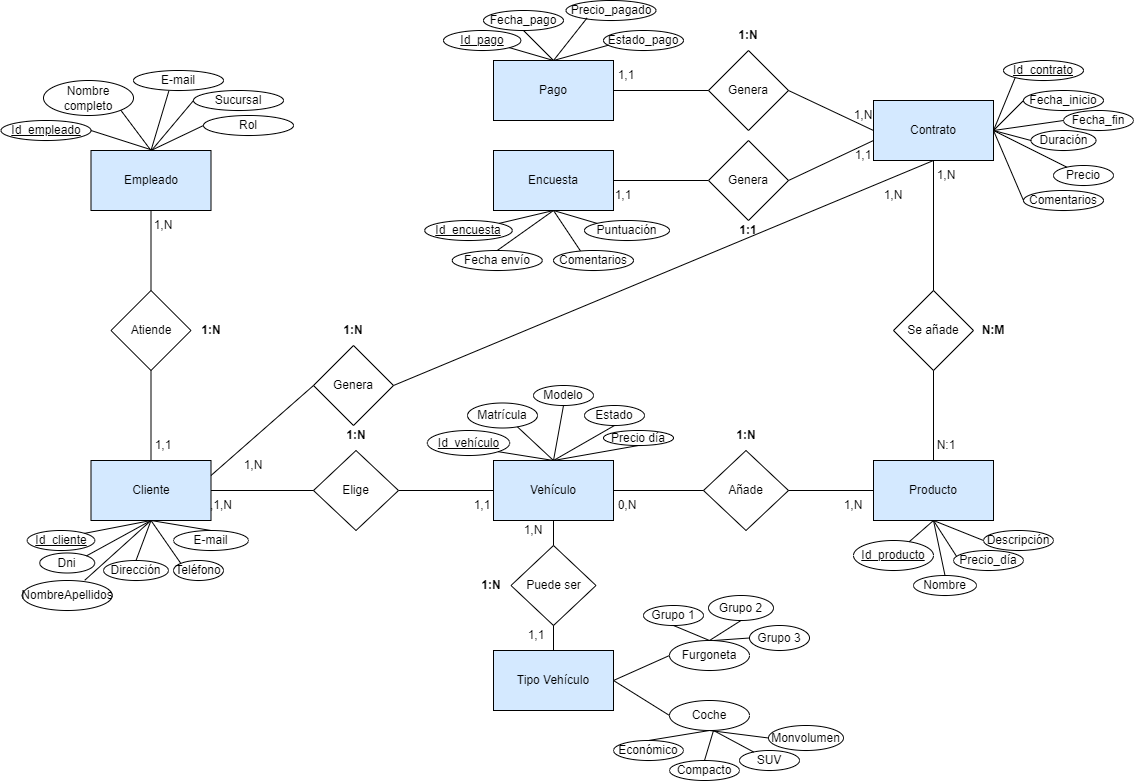 Precio_pagado
Fecha_pago
Id_pago
Estado_pago
1:N
Pago
1,1
Genera
1,N
Id_contrato
Fecha_inicio
Fecha_fin
Duración
Precio
Comentarios
Contrato
E-mail
Nombre
completo
Sucursal
Rol
Id_empleado
Empleado
1,N
Encuesta
1,1
Genera
1,1
1:1
Id_encuesta
Puntuación
Fecha envío
Comentarios
1,N
1,N
Atiende
1:N
1:N
Genera
Se añade
N:M
1,1
1,N
1:N
Modelo
Matrícula
Estado
Id_vehículo
Precio día
1:N
N:1
Cliente
1,N
Elige
1,1
Vehículo
0,N
Añade
1,N
Producto
Id_cliente
E-mail
Dni
Dirección
Teléfono
NombreApellidos
1,N
1:N
Puede ser
1,1
Descripción
Id_producto
Precio_día
Nombre
Grupo 1
Grupo 2
Grupo 3
Furgoneta
Tipo Vehículo
Coche
Económico
Compacto
SUV
Monvolumen